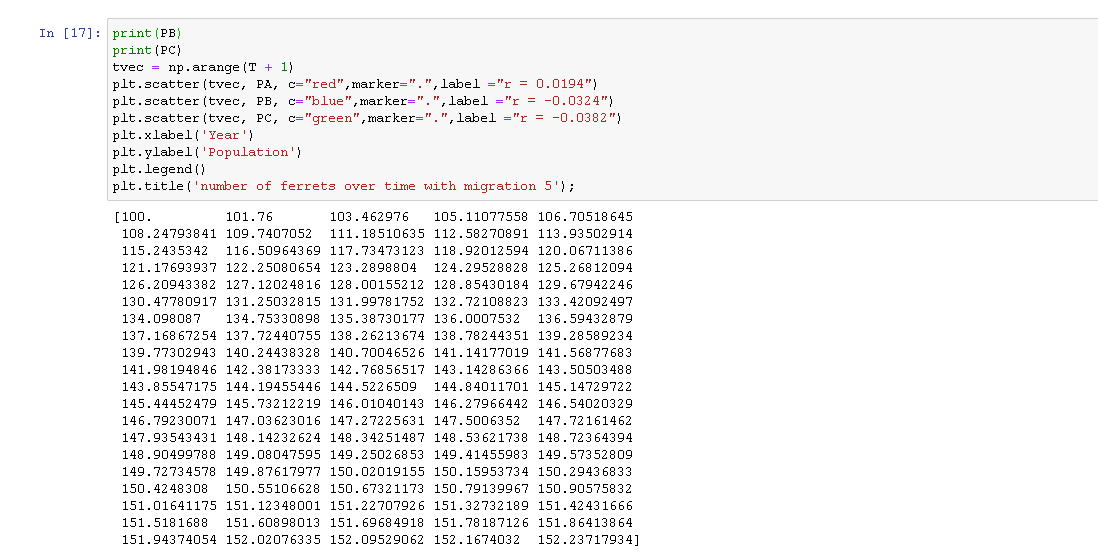 In [17]: print(PB)
print(PC)
tvec = np.arange(T + 1)
plt.scatter(tvec, PA, c="red",marker=".",label ="r = 0.0194")
plt.scatter(tvec, PB, c="blue",marker=".",label ="r = -0.0324")
plt.scatter(tvec, PC, c="green",marker=".",label ="r = -0.0382")
plt.xlabel('Year')
plt.ylabel('Population')
plt.legend()
plt.title('number of ferrets over time with migration 5');
[100. 101.76 103.462976 105.11077558 106.70518645
108.24793841 109.7407052 111.18510635 112.58270891 113.93502914
115.2435342 116.50964369 117.73473123 118.92012594 120.06711386
121.17693937 122.25080654 123.2898804 124.29528828 125.26812094
126.20943382 127.12024816 128.00155212 128.85430184 129.67942246
130.47780917 131.25032815 131.99781752 132.72108823 133.42092497
134.098087 134.75330898 135.38730177 136.0007532 136.59432879
137.16867254 137.72440755 138.26213674 138.78244351 139.28589234
139.77302943 140.24438328 140.70046526 141.14177019 141.56877683
141.98194846 142.38173333 142.76856517 143.14286366 143.50503488
143.85547175 144.19455446 144.5226509 144.84011701 145.14729722
145.44452479 145.73212219 146.01040143 146.27966442 146.54020329
146.79230071 147.03623016 147.27225631 147.5006352 147.72161462
147.93543431 148.14232624 148.34251487 148.53621738 148.72364394
148.90499788 149.08047595 149.25026853 149.41455983 149.57352809
149.72734578 149.87617977 150.02019155 150.15953734 150.29436833
150.4248308 150.55106628 150.67321173 150.79139967 150.90575832
151.01641175 151.12348001 151.22707926 151.32732189 151.42431666
151.5181688 151.60898013 151.69684918 151.78187126 151.86413864
151.94374054 152.02076335 152.09529062 152.1674032 152.23717934]